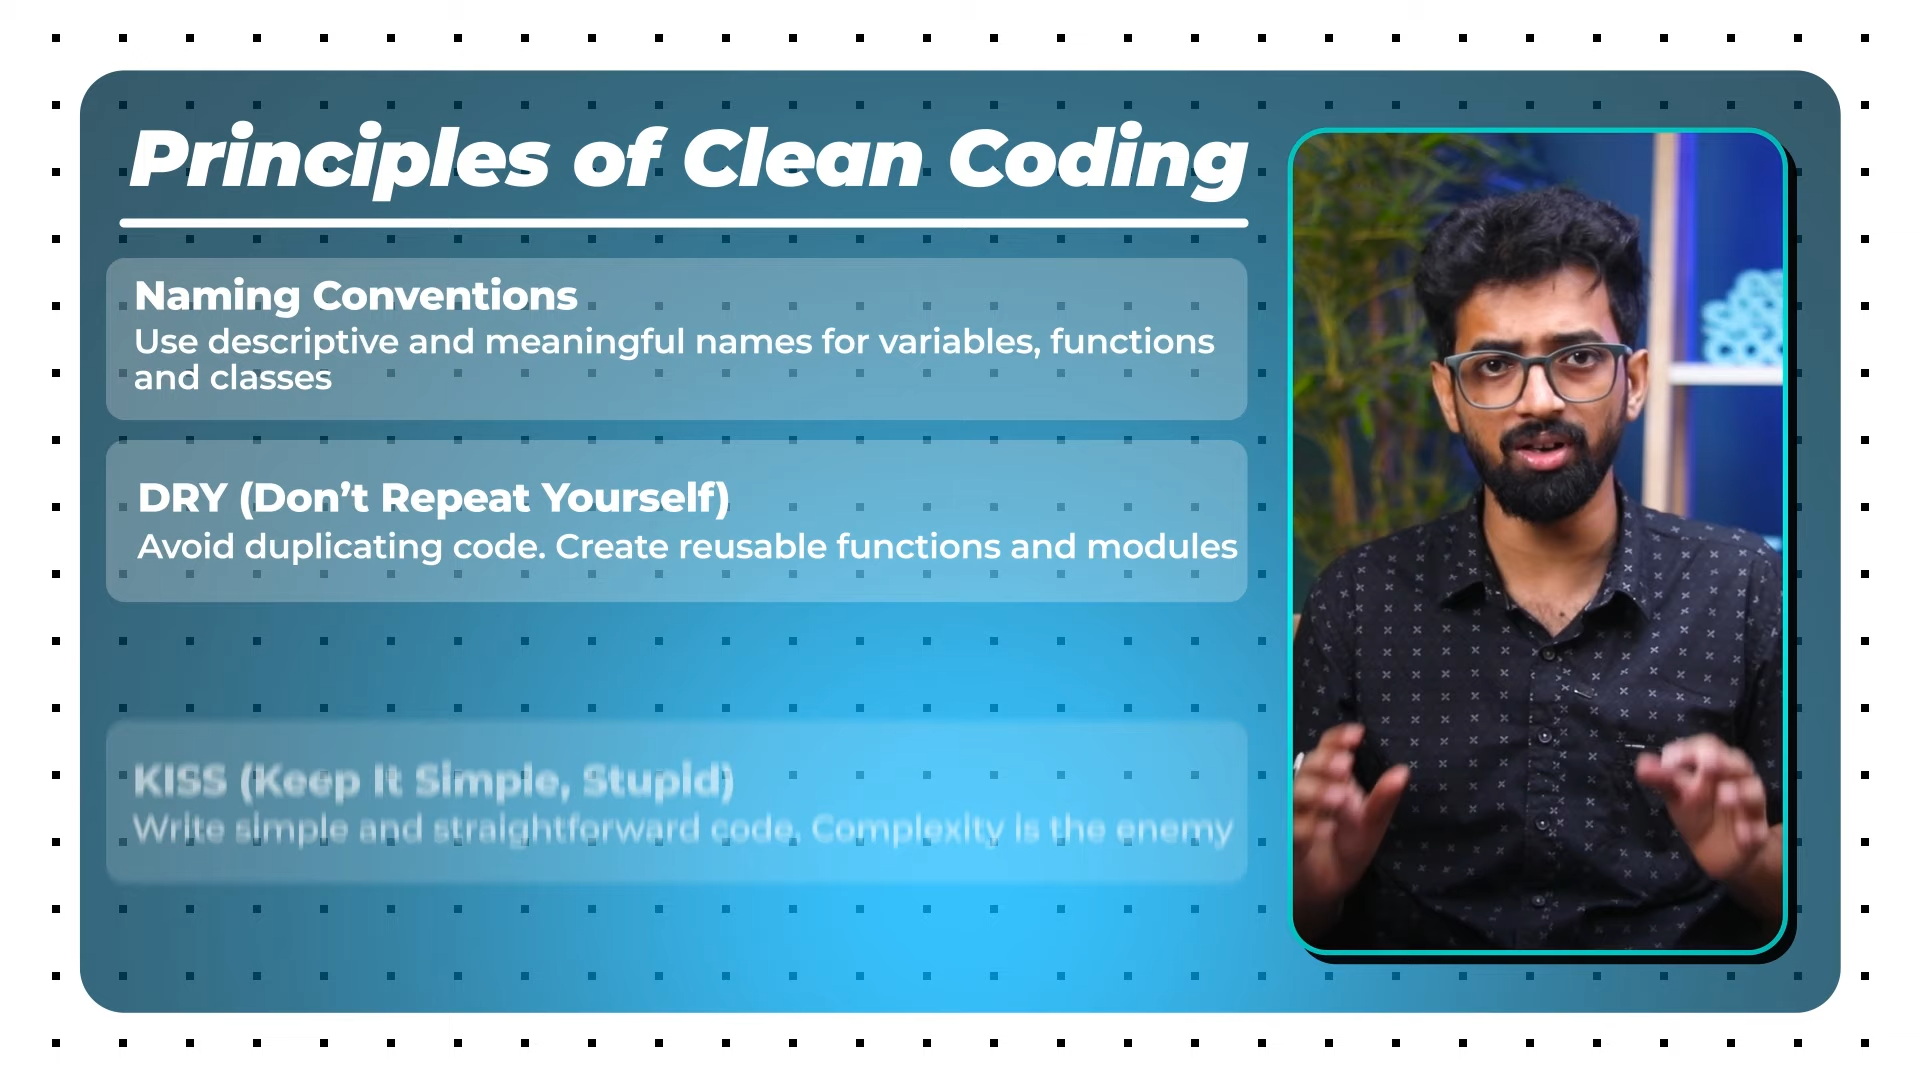 Principles of Clean Coding
Naming Conventions
Use descriptive and meaningful names for variables, functions
and classes
DRY (Don’t Repeat Yourself)
Avoid duplicating code. Create reusable functions and modules
KISS (Keep It Simple, Stupid)
Write simple and straightforward code. Complexity is the enemy